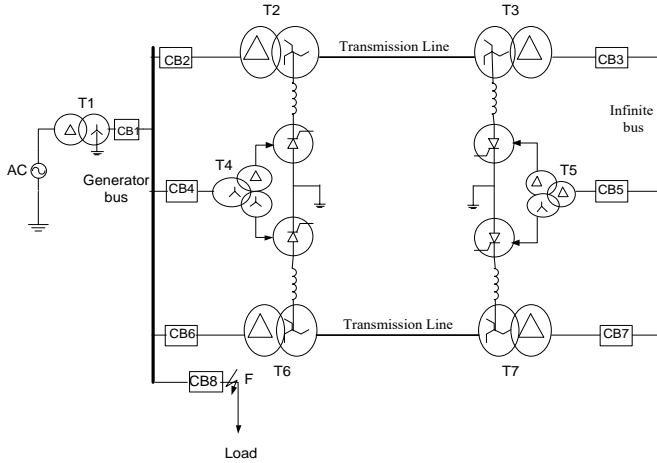 T2
T3
Transmission Line
CB2
CB3
T1
CB1
Infinite
bus
AC
T4
T5
Generator
bus
CB4
CB5
Transmission Line
CB6
CB7
T6
T7
CB8
F
Load